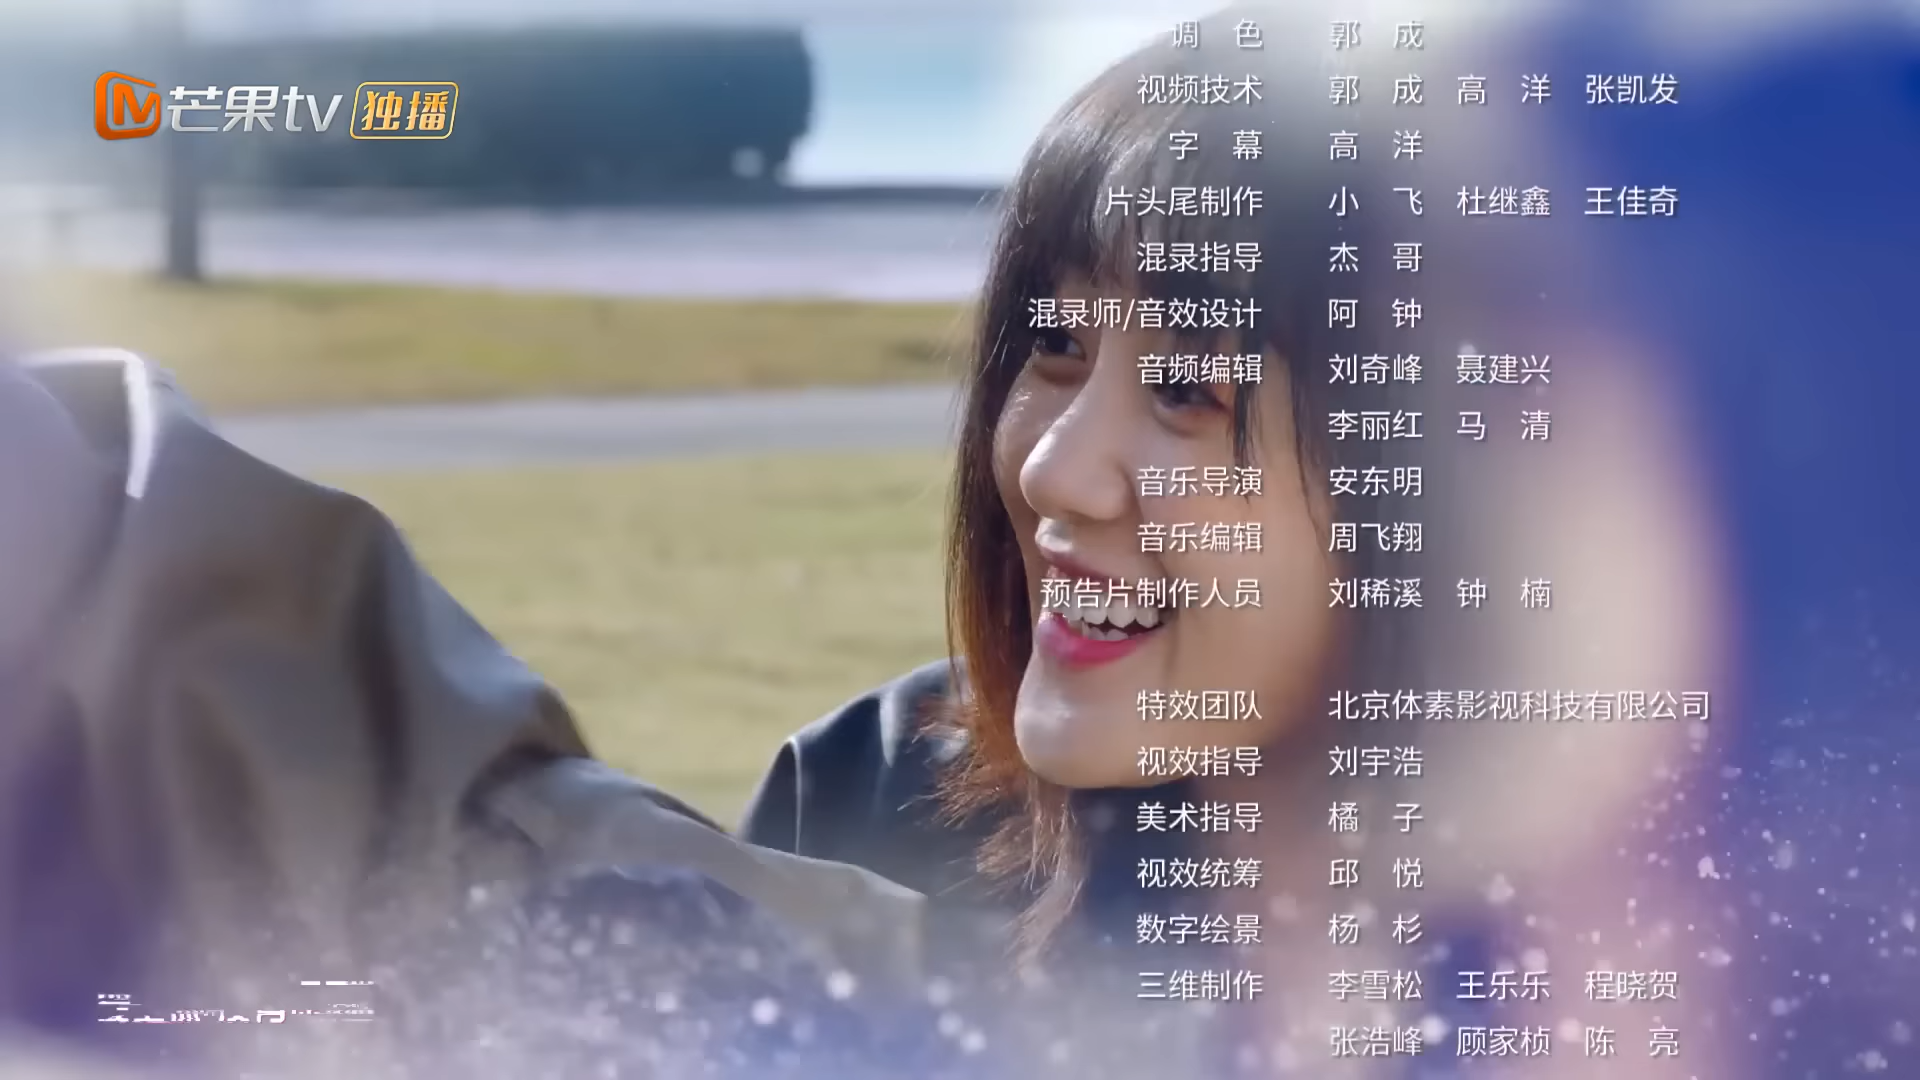 芒果tv 独播
调 色 郭 成
视频技术 郭 成 高 洋 张凯发
字 幕 高 洋
片头尾制作 小 飞 杜继鑫 王佳奇
混录指导 杰 哥
混录师/音效设计 阿 钟
音频编辑 刘奇峰 聂建兴
李丽红 马 清
音乐导演 安东明
音乐编辑 周飞翔
预告片制作人员 刘稀溪 钟 楠
特效团队 北京体素影视科技有限公司
视效指导 刘宇浩
美术指导 橘 子
视效统筹 邱 悦
数字绘景 杨 杉
三维制作 李雪松 王乐乐 程晓贺
张浩峰 顾家桢 陈 亮